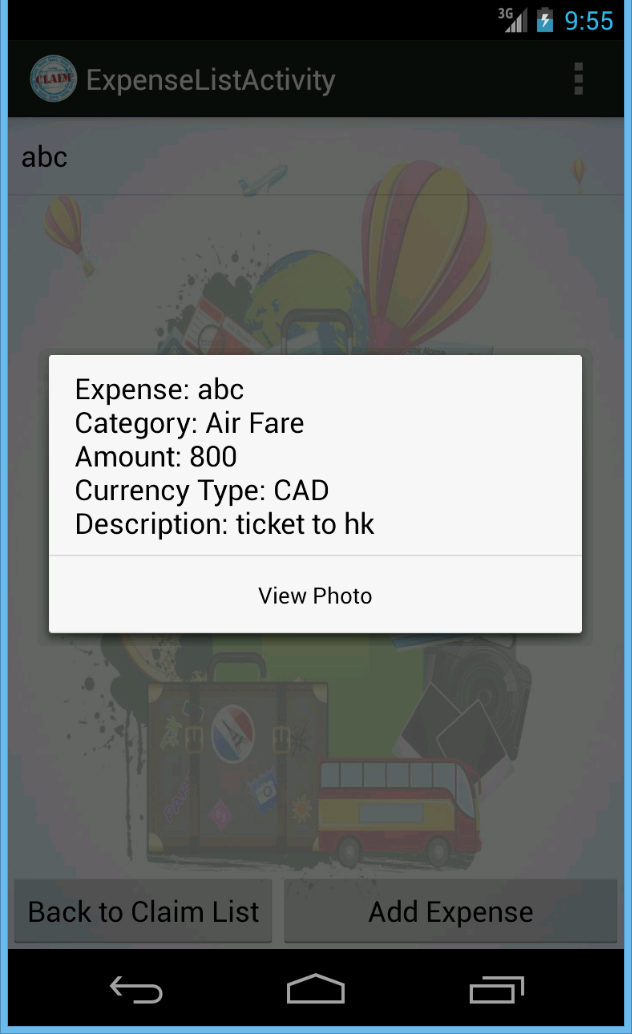 3G
9:55
CLAIM
ExpenseListActivity
abc
Expense: abc
Category: Air Fare
Amount: 800
Currency Type: CAD
Description: ticket to hk
View Photo
Back to Claim List
Add Expense